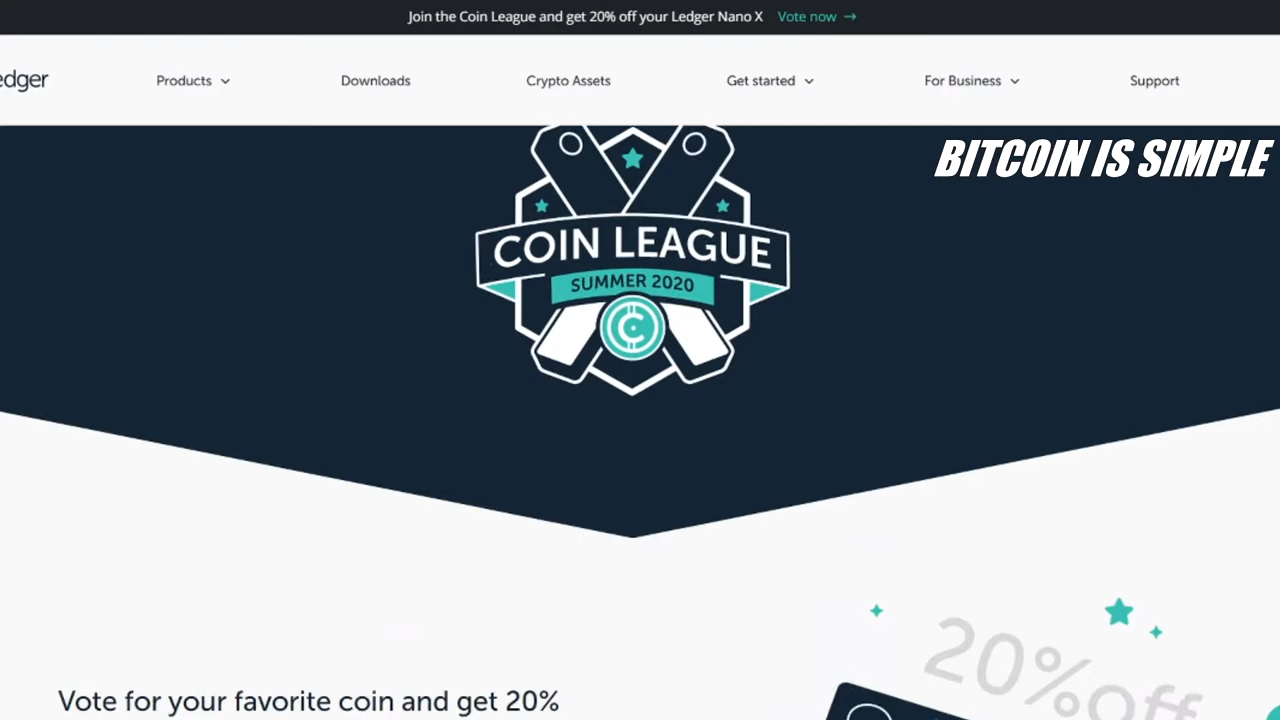 Join the Coin League and get 20% off your Ledger Nano X Vote now →
edger Products Downloads Crypto Assets Get started For Business Support
BITCOIN IS SIMPLE
COIN LEAGUE
SUMMER 2020
20% off
Vote for your favorite coin and get 20%